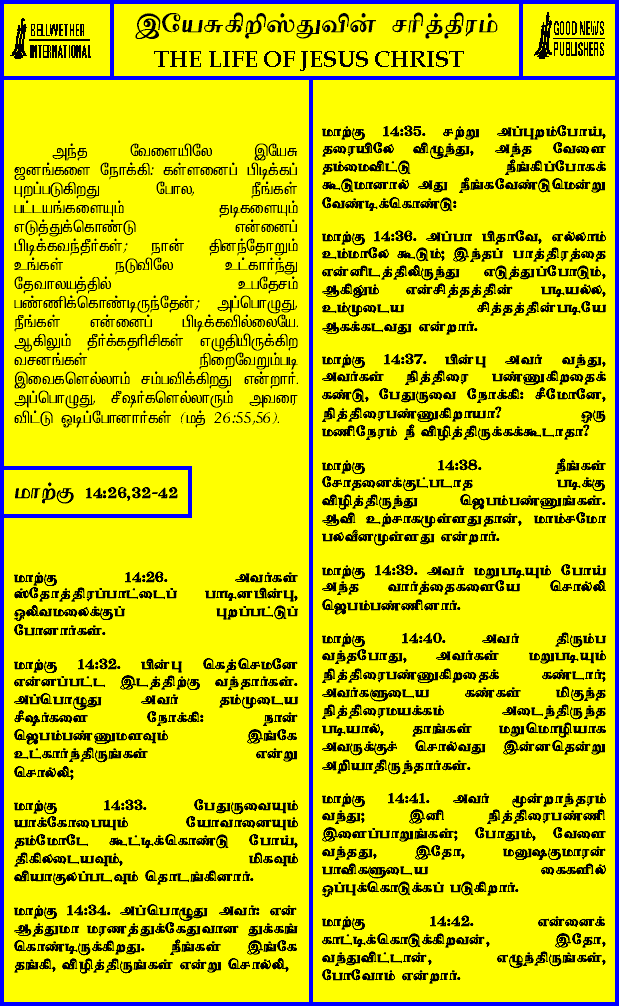 BELLWETHER
INTERNATIONAL
இயேசுகிறிஸ்துவின் சரித்திரம்
THE LIFE OF JESUS CHRIST
GOOD NEWS
PUBLISHERS
அந்த வேளையிலே இயேசு
ஜனங்களை நோக்கி: கள்ளனைப் பிடிக்கப்
புறப்படுகிறது போல, நீங்கள்
பட்டயங்களையும் தடிகளையும்
எடுத்துக்கொண்டு என்னைப்
பிடிக்கவந்தீர்கள்; நான் தினந்தோறும்
உங்கள் நடுவிலே உட்கார்ந்து
தேவாலயத்தில் உபதேசம்
பண்ணிக்கொண்டிருந்தேன்; அப்பொழுது,
நீங்கள் என்னைப் பிடிக்கவில்லையே.
ஆகிலும் தீர்க்கதரிசிகள் எழுதியிருக்கிற
வசனங்கள் நிறைவேறும்படி
இவைகளெல்லாம் சம்பவிக்கிறது என்றார்.
அப்பொழுது, சீஷர்களெல்லாரும் அவரை
விட்டு ஓடிப்போனார்கள் (மத் 26:55,56).
மாற்கு 14:26,32-42
மாற்கு 14:26. அவர்கள்
ஸ்தோத்திரப்பாட்டைப் பாடினபின்பு,
ஒலிவமலைக்குப் புறப்பட்டுப்
போனார்கள்.
மாற்கு 14:32. பின்பு கெத்செமனே
என்னப்பட்ட இடத்திற்கு வந்தார்கள்.
அப்பொழுது அவர் தம்முடைய
சீஷர்களை நோக்கி: நான்
ஜெபம்பண்ணுமளவும் இங்கே
உட்கார்ந்திருங்கள் என்று
சொல்லி;
மாற்கு 14:33. பேதுருவையும்
யாக்கோபையும் யோவானையும்
தம்மோடே கூட்டிக்கொண்டு போய்,
திகிலடையவும், மிகவும்
வியாகுலப்படவும் தொடங்கினார்.
மாற்கு 14:34. அப்பொழுது அவர்: என்
ஆத்துமா மரணத்துக்கேதுவான துக்கங்
கொண்டிருக்கிறது. நீங்கள் இங்கே
தங்கி, விழித்திருங்கள் என்று சொல்லி,
மாற்கு 14:35. சற்று அப்புறம்போய்,
தரையிலே விழுந்து, அந்த வேளை
தம்மைவிட்டு நீங்கிப்போகக்
கூடுமானால் அது நீங்கவேண்டுமென்று
வேண்டிக்கொண்டு:
மாற்கு 14:36. அப்பா பிதாவே, எல்லாம்
உம்மாலே கூடும்; இந்தப் பாத்திரத்தை
என்னிடத்திலிருந்து எடுத்துப்போடும்,
ஆகிலும் என்சித்தத்தின் படியல்ல,
உம்முடைய சித்தத்தின்படியே
ஆகக்கடவது என்றார்.
மாற்கு 14:37. பின்பு அவர் வந்து,
அவர்கள் நித்திரை பண்ணுகிறதைக்
கண்டு, பேதுருவை நோக்கி: சீமோனே,
நித்திரைபண்ணுகிறாயா? ஒரு
மணிநேரம் நீ விழித்திருக்கக்கூடாதா?
மாற்கு 14:38. நீங்கள்
சோதனைக்குட்படாத படிக்கு
விழித்திருந்து ஜெபம்பண்ணுங்கள்.
ஆவி உற்சாகமுள்ளதுதான், மாம்சமோ
பலவீனமுள்ளது என்றார்.
மாற்கு 14:39. அவர் மறுபடியும் போய்
அந்த வார்த்தைகளையே சொல்லி
ஜெபம்பண்ணினார்.
மாற்கு 14:40. அவர் திரும்ப
வந்தபோது, அவர்கள் மறுபடியும்
நித்திரைபண்ணுகிறதைக் கண்டார்;
அவர்களுடைய கண்கள் மிகுந்த
நித்திரைமயக்கம் அடைந்திருந்த
படியால், தாங்கள் மறுமொழியாக
அவருக்குச் சொல்வது இன்னதென்று
அறியாதிருந்தார்கள்.
மாற்கு 14:41. அவர் மூன்றாந்தரம்
வந்து; இனி நித்திரைபண்ணி
இளைப்பாறுங்கள்; போதும், வேளை
வந்தது, இதோ, மனுஷகுமாரன்
பாவிகளுடைய கைகளில்
ஒப்புக்கொடுக்கப் படுகிறார்.
மாற்கு 14:42. என்னைக்
காட்டிக்கொடுக்கிறவன், இதோ,
வந்துவிட்டான், எழுந்திருங்கள்,
போவோம் என்றார்.